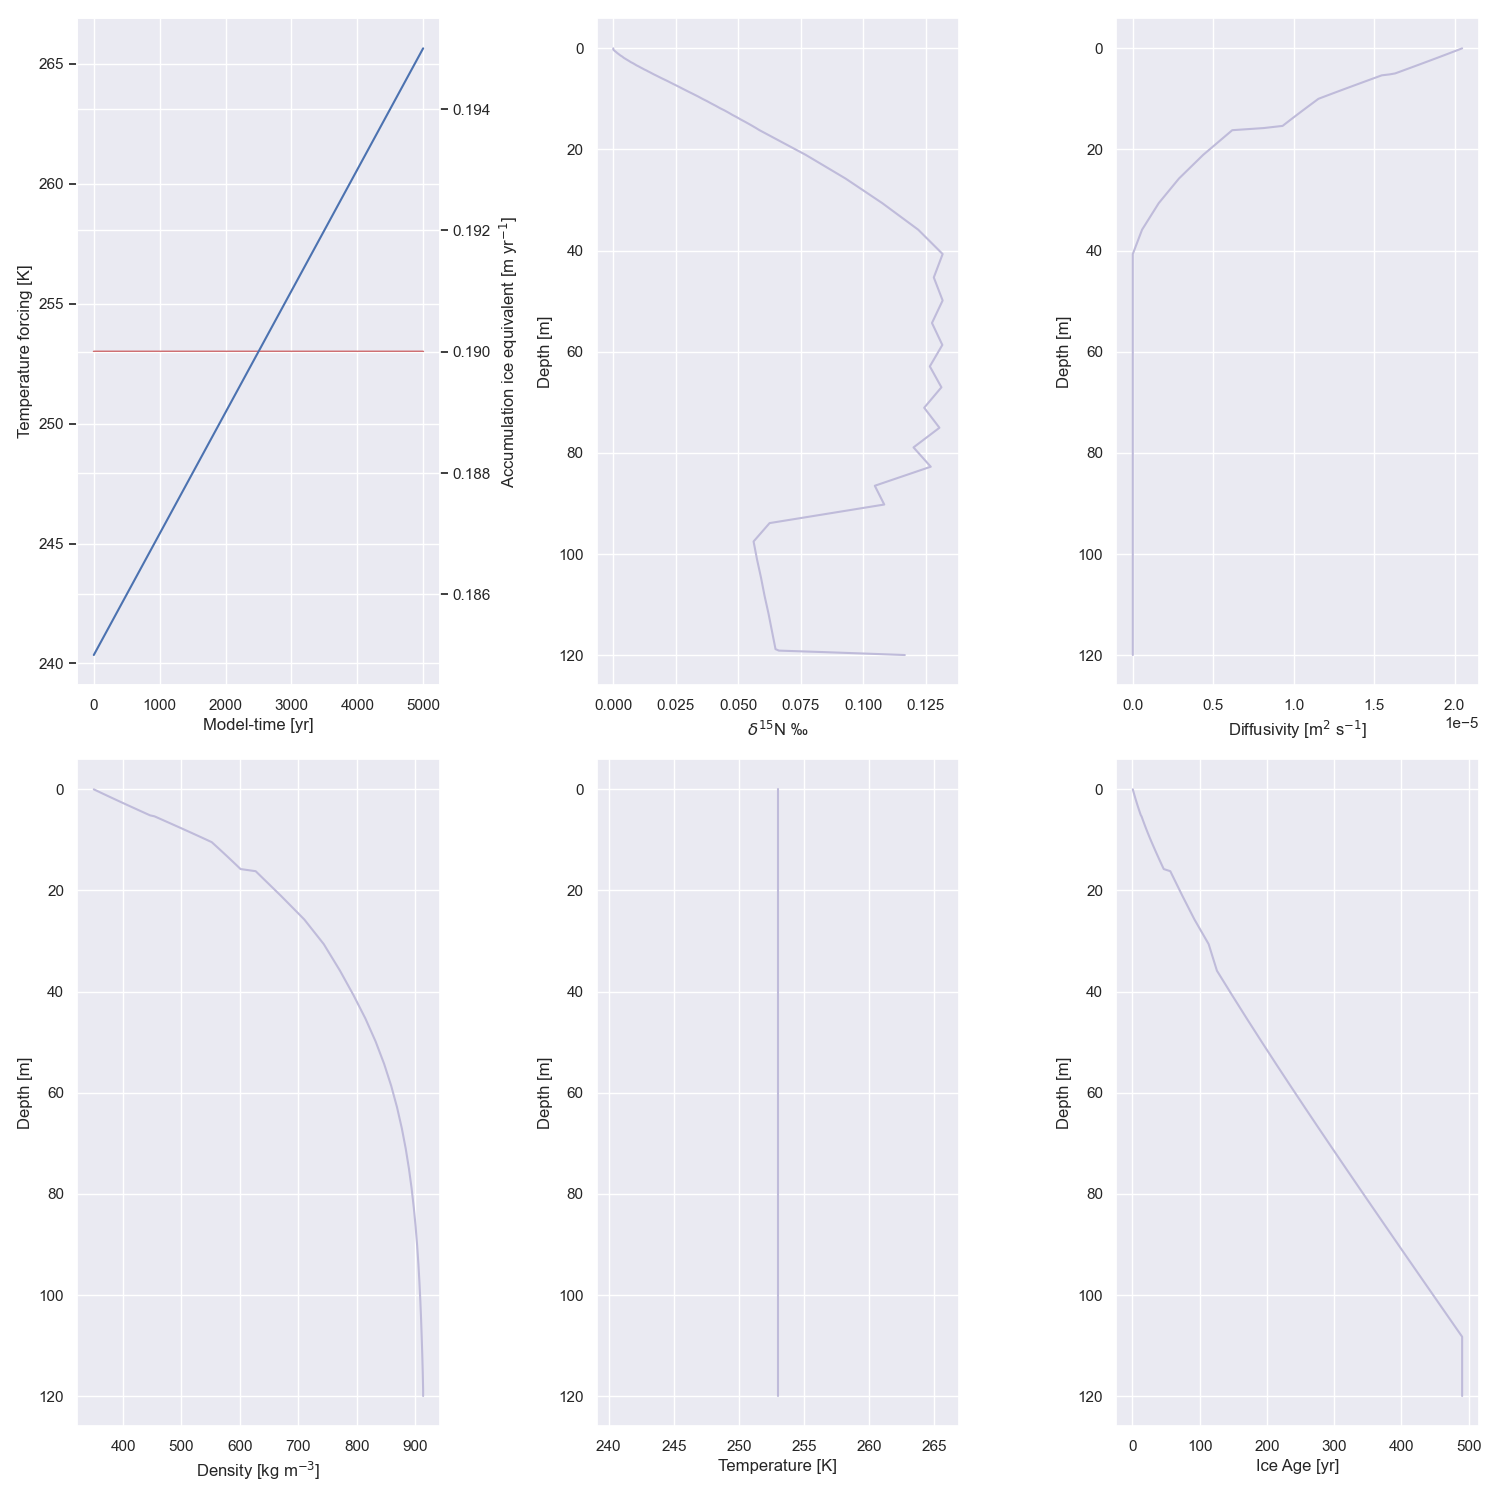 265
260
255
250
245
240
Temperature forcing [K]
0.194
0.192
0.190
0.188
0.186
Accumulation ice equivalent [m yr⁻¹]
0 1000 2000 3000 4000 5000
Model-time [yr]
0
20
40
60
80
100
120
Depth [m]
0.000 0.025 0.050 0.075 0.100 0.125
δ¹⁵N ‰
0
20
40
60
80
100
120
Depth [m]
0.0 0.5 1.0 1.5 2.0
1e−5
Diffusivity [m² s⁻¹]
0
20
40
60
80
100
120
Depth [m]
400 500 600 700 800 900
Density [kg m⁻³]
0
20
40
60
80
100
120
Depth [m]
240 245 250 255 260 265
Temperature [K]
0
20
40
60
80
100
120
Depth [m]
0 100 200 300 400 500
Ice Age [yr]